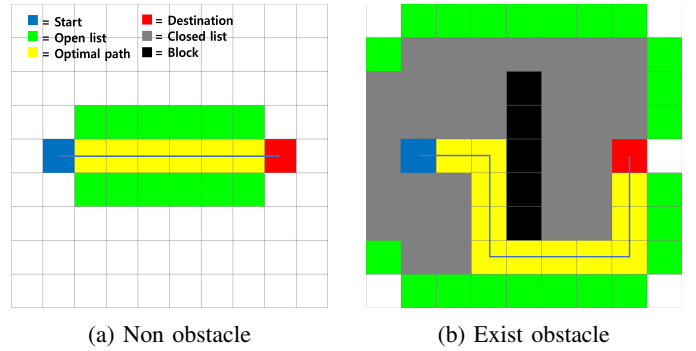 = Start = Destination
= Open list = Closed list
= Optimal path = Block
(a) Non obstacle (b) Exist obstacle